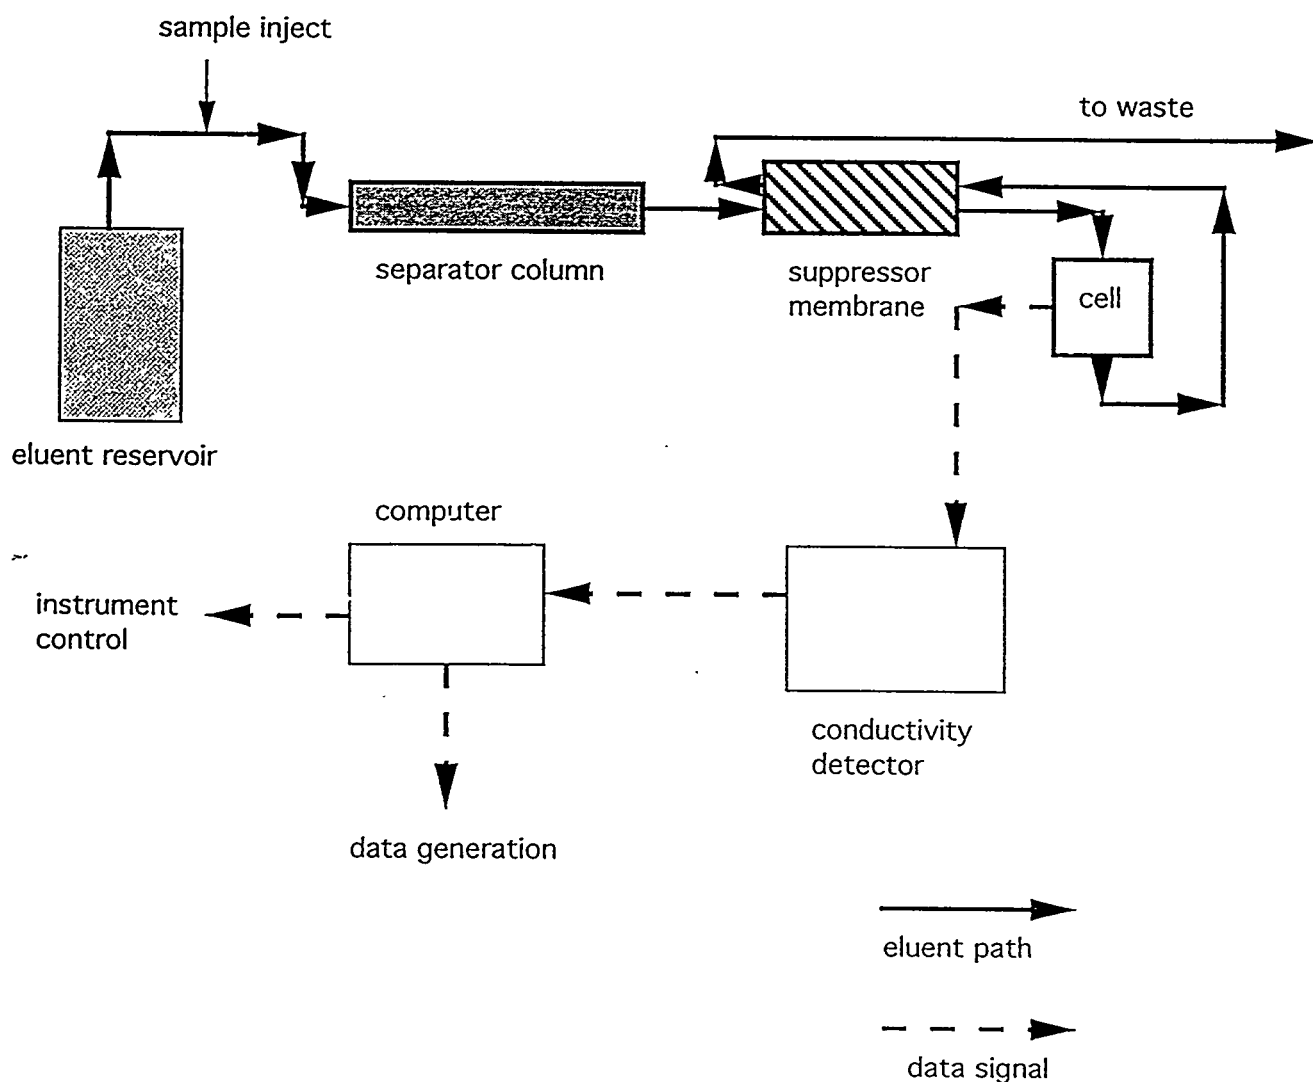 sample inject
to waste
separator column
suppressor
membrane
cell
eluent reservoir
computer
instrument
control
conductivity
detector
data generation
eluent path
data signal